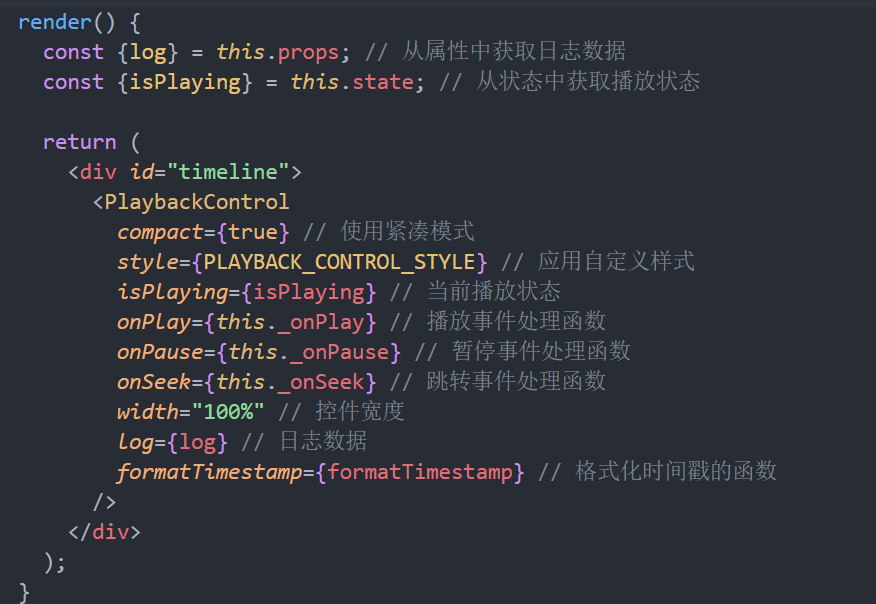 render() {
  const {log} = this.props; // 从属性中获取日志数据
  const {isPlaying} = this.state; // 从状态中获取播放状态

  return (
    <div id="timeline">
      <PlaybackControl
        compact={true} // 使用紧凑模式
        style={PLAYBACK_CONTROL_STYLE} // 应用自定义样式
        isPlaying={isPlaying} // 当前播放状态
        onPlay={this._onPlay} // 播放事件处理函数
        onPause={this._onPause} // 暂停事件处理函数
        onSeek={this._onSeek} // 跳转事件处理函数
        width="100%" // 控件宽度
        log={log} // 日志数据
        formatTimestamp={formatTimestamp} // 格式化时间戳的函数
      />
    </div>
  );
}